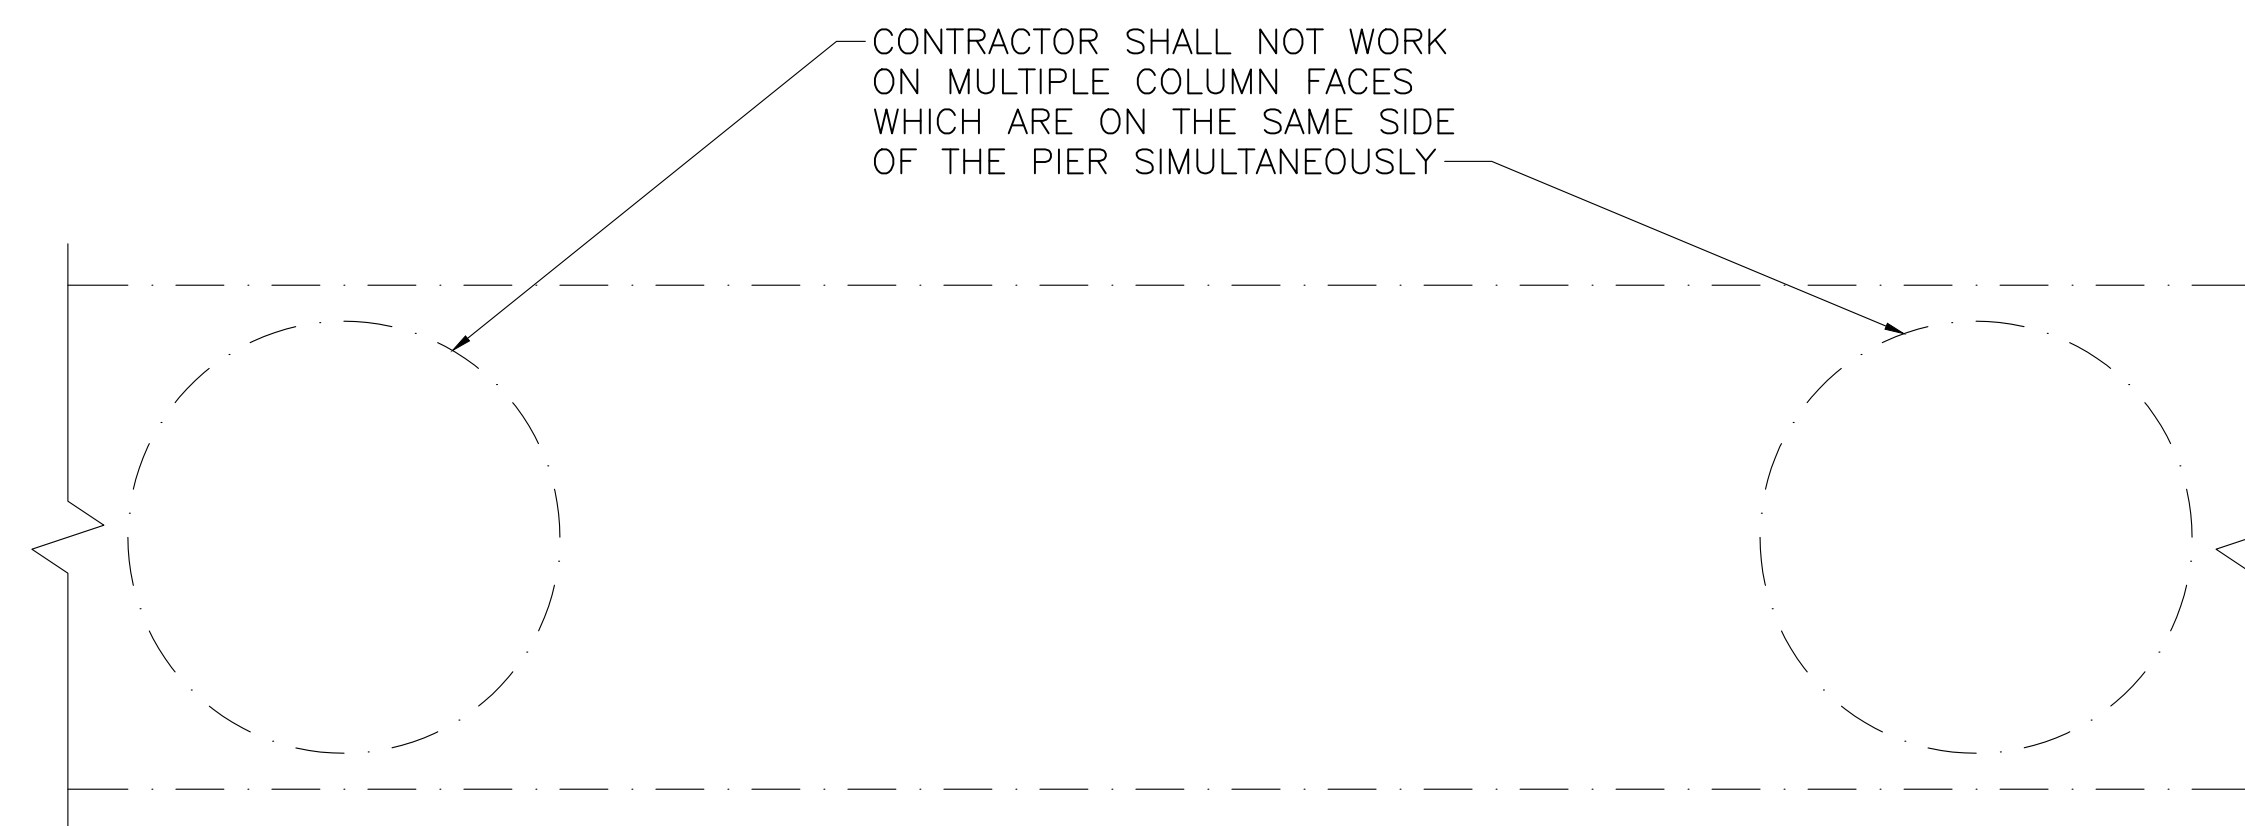 CONTRACTOR SHALL NOT WORK
ON MULTIPLE COLUMN FACES
WHICH ARE ON THE SAME SIDE
OF THE PIER SIMULTANEOUSLY